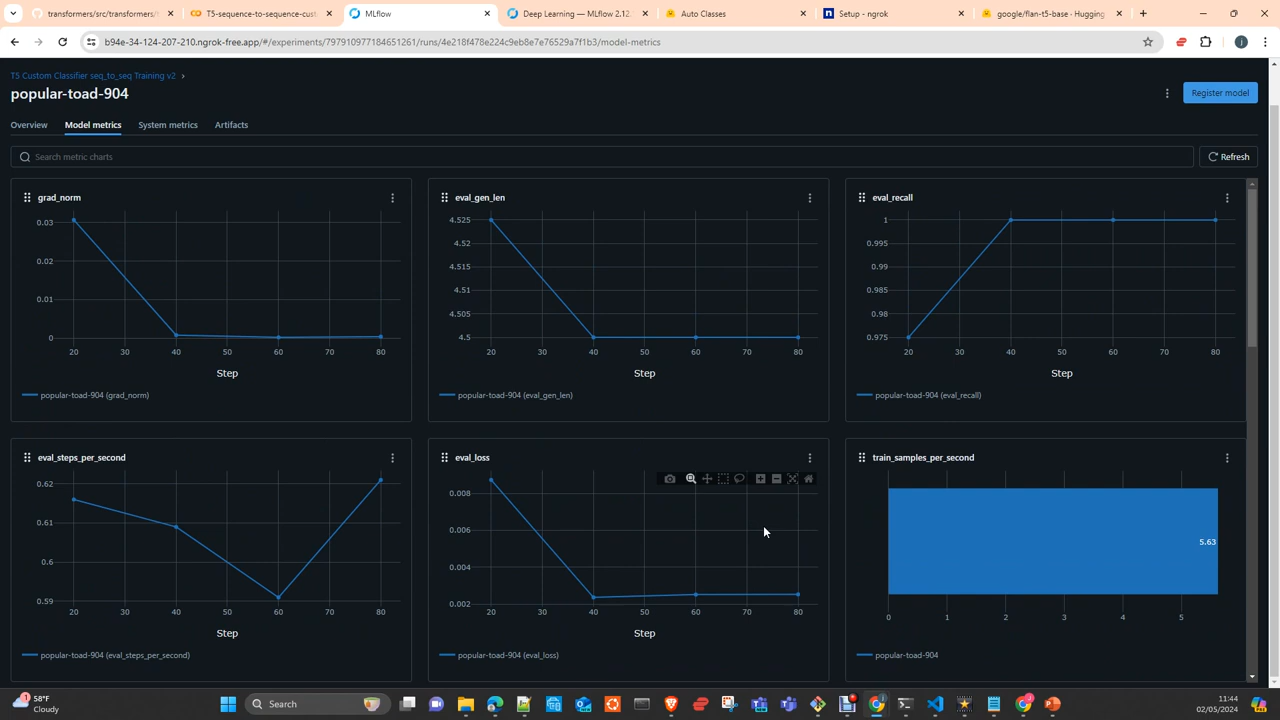 transformers/src/transformers/t
T5-sequence-to-sequence-cust
MLflow
Deep Learning — MLflow 2.12.
Auto Classes
Setup - ngrok
google/flan-t5-base · Hugging
b94e-34-124-207-210.ngrok-free.app/#/experiments/797910977184651261/runs/4e218f478e224c9eb8e7e76529a7f1b3/model-metrics
T5 Custom Classifier seq_to_seq Training v2 ›
popular-toad-904
Register model
Overview
Model metrics
System metrics
Artifacts
Search metric charts
Refresh
grad_norm
0.03
0.02
0.01
0
20 30 40 50 60 70 80
Step
popular-toad-904 (grad_norm)
eval_gen_len
4.525
4.52
4.515
4.51
4.505
4.5
20 30 40 50 60 70 80
Step
popular-toad-904 (eval_gen_len)
eval_recall
1
0.995
0.99
0.985
0.98
0.975
20 30 40 50 60 70 80
Step
popular-toad-904 (eval_recall)
eval_steps_per_second
0.62
0.61
0.6
0.59
20 30 40 50 60 70 80
Step
popular-toad-904 (eval_steps_per_second)
eval_loss
0.008
0.006
0.004
0.002
20 30 40 50 60 70 80
Step
popular-toad-904 (eval_loss)
train_samples_per_second
5.63
0 1 2 3 4 5
popular-toad-904
1
58°F
Cloudy
Search
11:44
02/05/2024